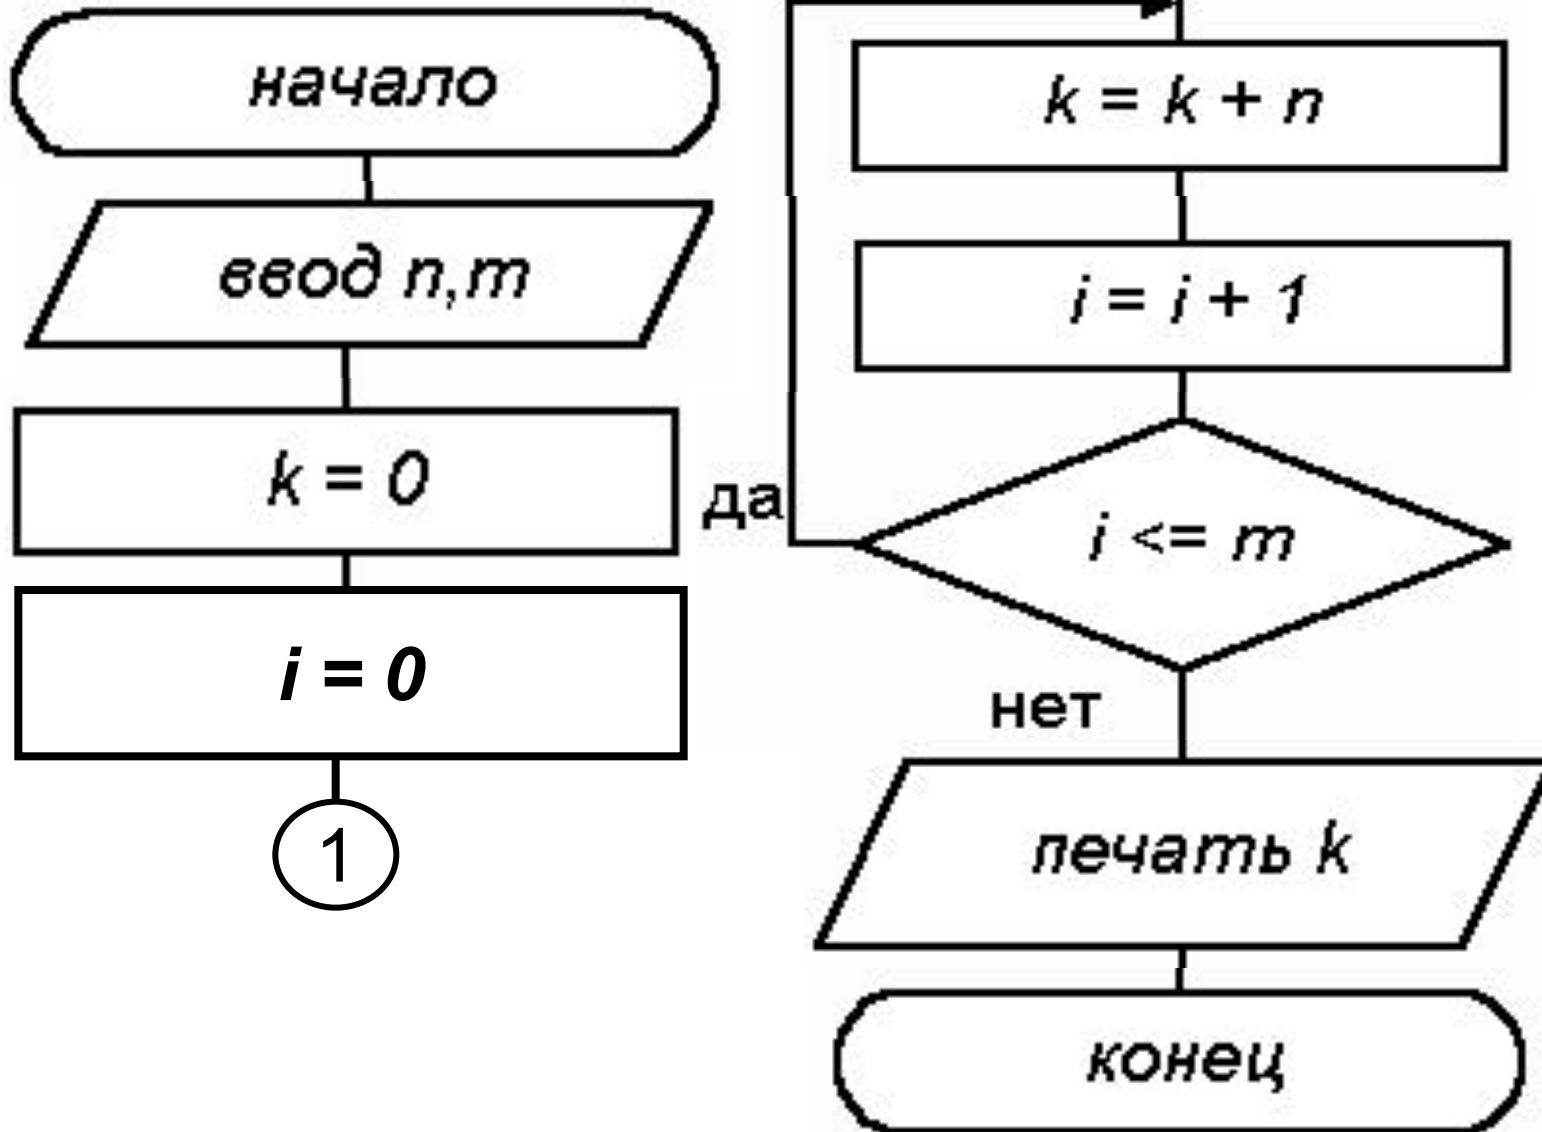 начало
ввод n,m
k = 0
i = 0
1
k = k + n
i = i + 1
да
i <= m
нет
печать k
конец